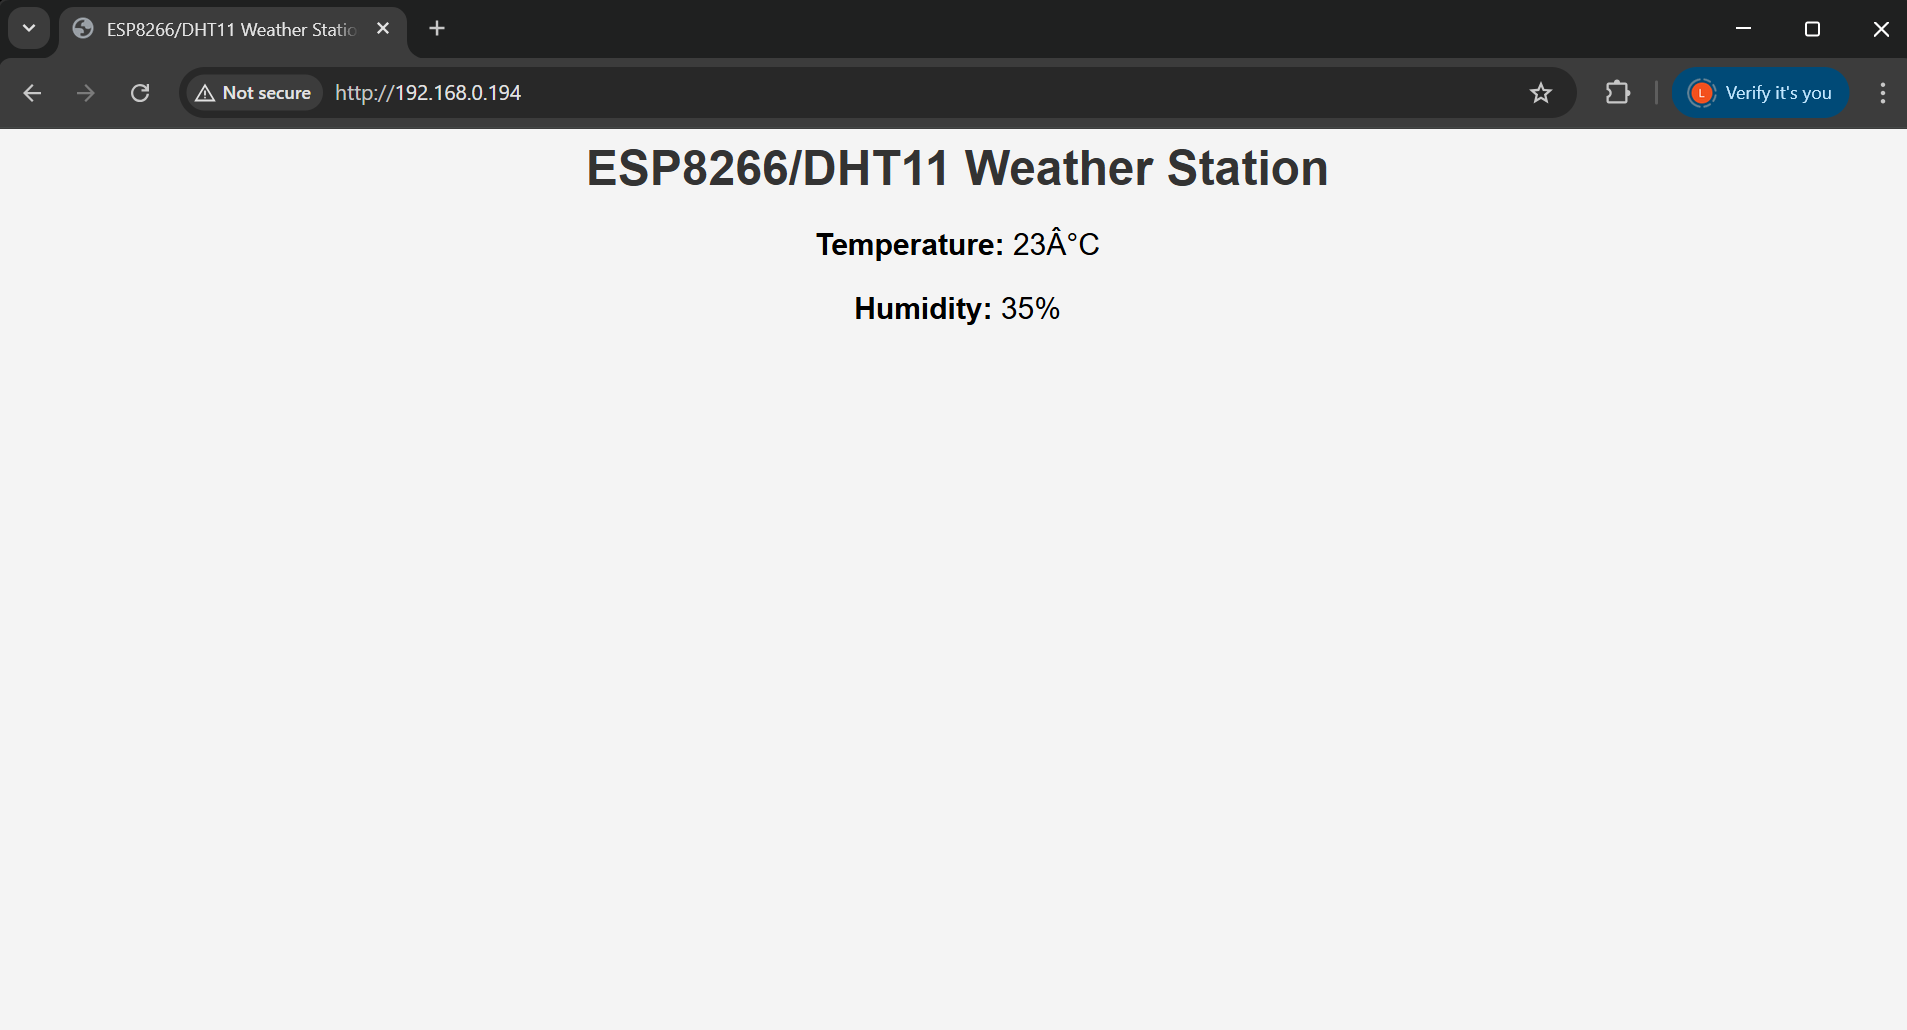 ESP8266/DHT11 Weather Statio
Not secure
http://192.168.0.194
L
Verify it's you
ESP8266/DHT11 Weather Station
Temperature: 23Â°C
Humidity: 35%